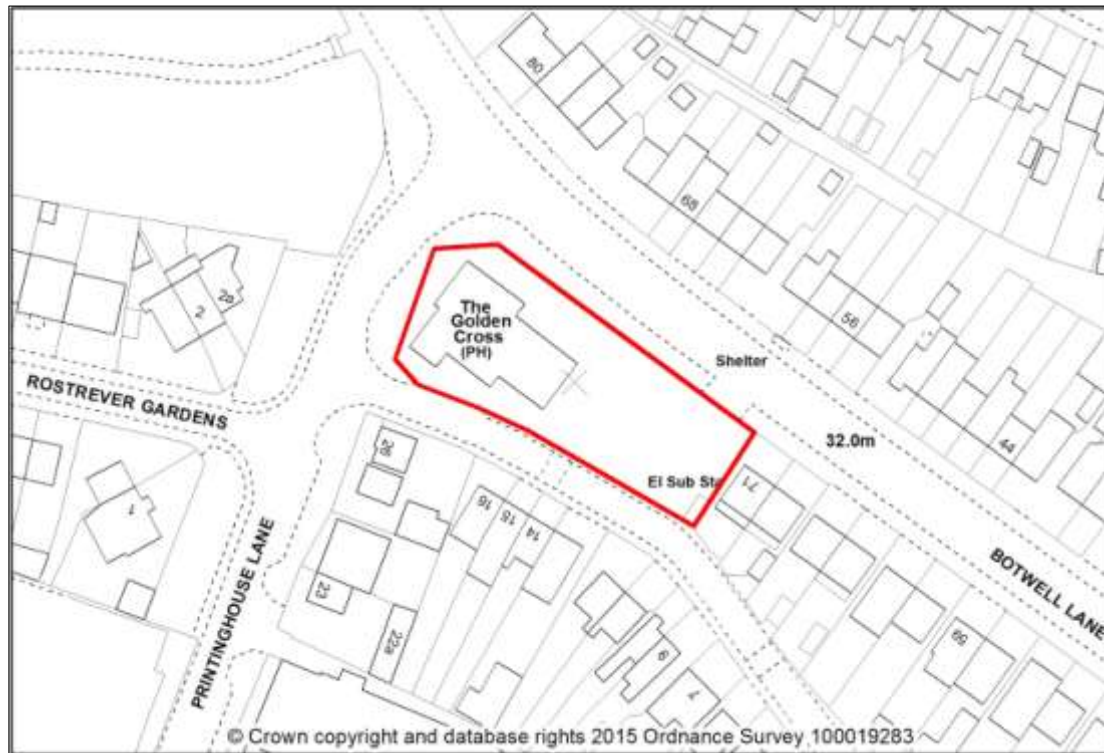 80
68
2
2a
The
Golden
Cross
(PH)
56
Shelter
ROSTREVER GARDENS
32.0m
44
26
El Sub Sta
71
1
16
15
14
BOTWELL LANE
PRINTINGHOUSE LANE
23
22a
9
7
59
© Crown copyright and database rights 2015 Ordnance Survey 100019283